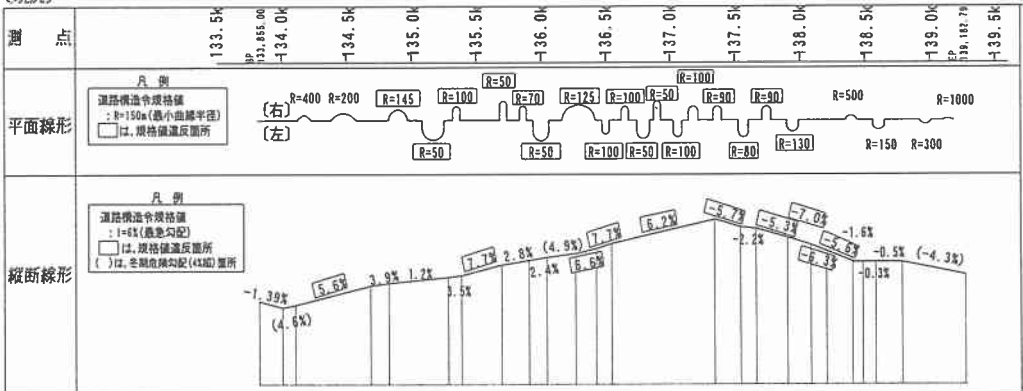 測 点
133.5k
BP 133,855.00
134.0k
134.5k
135.0k
135.5k
136.0k
136.5k
137.0k
137.5k
138.0k
138.5k
139.0k
EP 139,182.79
139.5k
平面線形
凡 例
道路構造令規格値
：R=150m(最小曲線半径)
は、規格値違反箇所
(右)
(左)
R=400 R=200 R=145 R=100 R=50 R=70 R=125 R=100 R=50 R=100 R=90 R=90 R=500 R=1000
R=50 R=50 R=100 R=50 R=100 R=80 R=130 R=150 R=300
縦断線形
凡 例
道路構造令規格値
：i=6%(最急勾配)
は、規格値違反箇所
( )は、冬期危険勾配(4%超)箇所
-1.39% (4.6%) 5.6% 3.9% 1.2% 3.5% 7.7% 2.8% 2.4% (4.9%) 6.6% 7.7% 6.2% -5.7% -2.2% -5.3% -7.0% -6.3% -5.6% -1.6% -0.3% -0.5% (-4.3%)